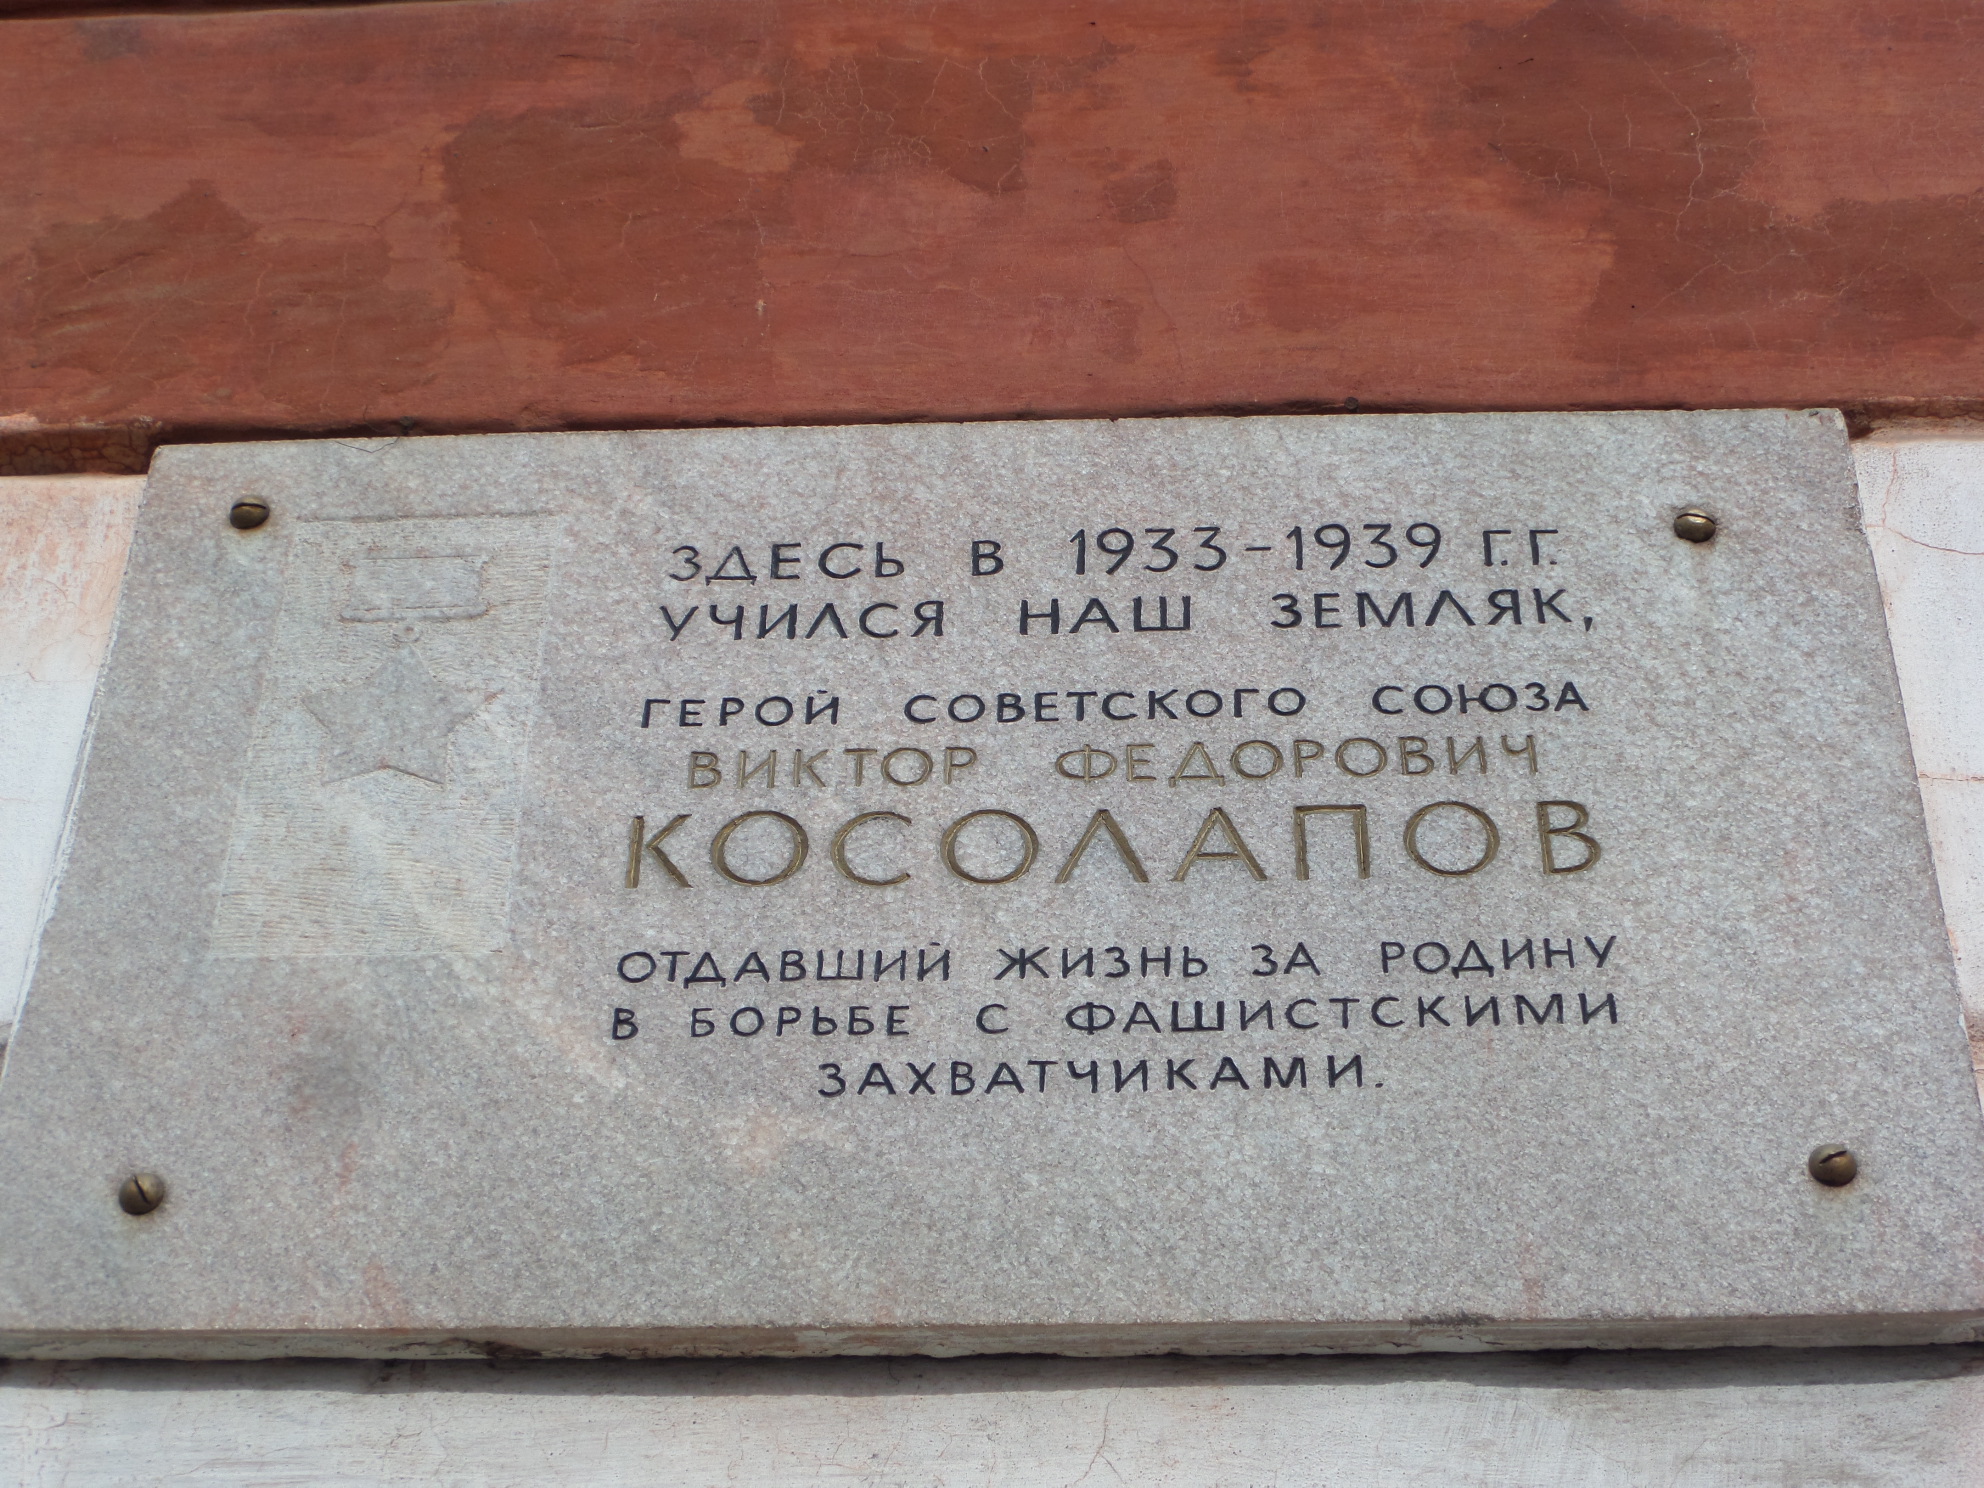 ЗДЕСЬ В 1933-1939 Г.Г.
УЧИЛСЯ НАШ ЗЕМЛЯК,
ГЕРОЙ СОВЕТСКОГО СОЮЗА
ВИКТОР ФЕДОРОВИЧ
КОСОЛАПОВ
ОТДАВШИЙ ЖИЗНЬ ЗА РОДИНУ
В БОРЬБЕ С ФАШИСТСКИМИ
ЗАХВАТЧИКАМИ.